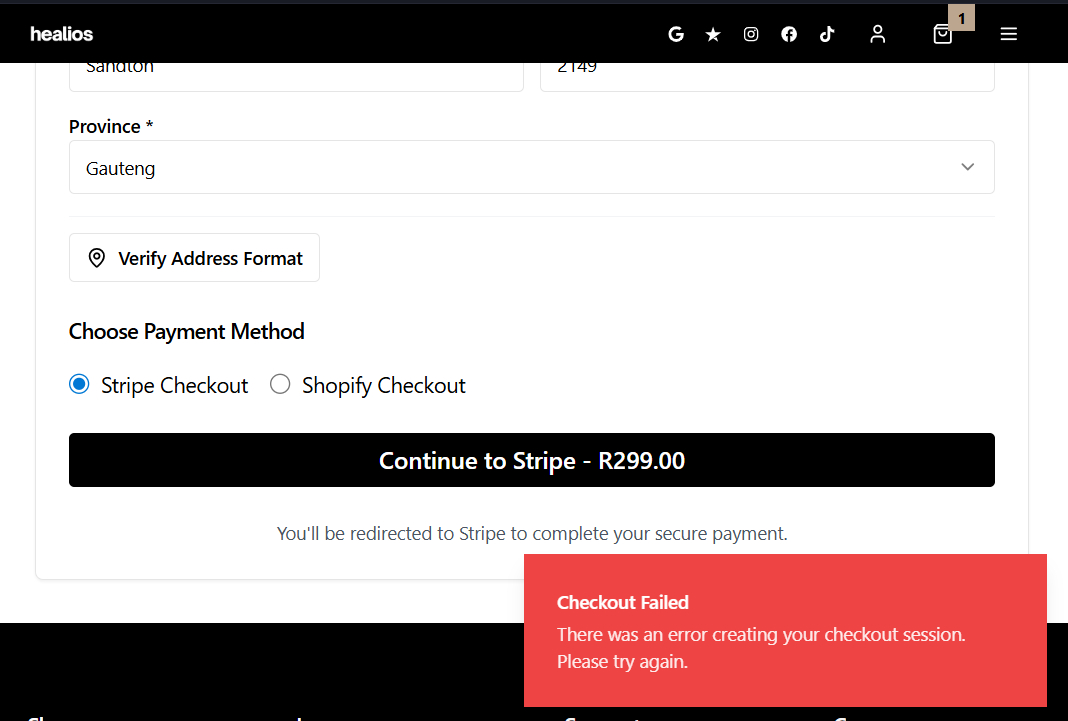 healios
1
Sandton
2149
Province *
Gauteng
Verify Address Format
Choose Payment Method
Stripe Checkout
Shopify Checkout
Continue to Stripe - R299.00
You'll be redirected to Stripe to complete your secure payment.
Checkout Failed
There was an error creating your checkout session.
Please try again.